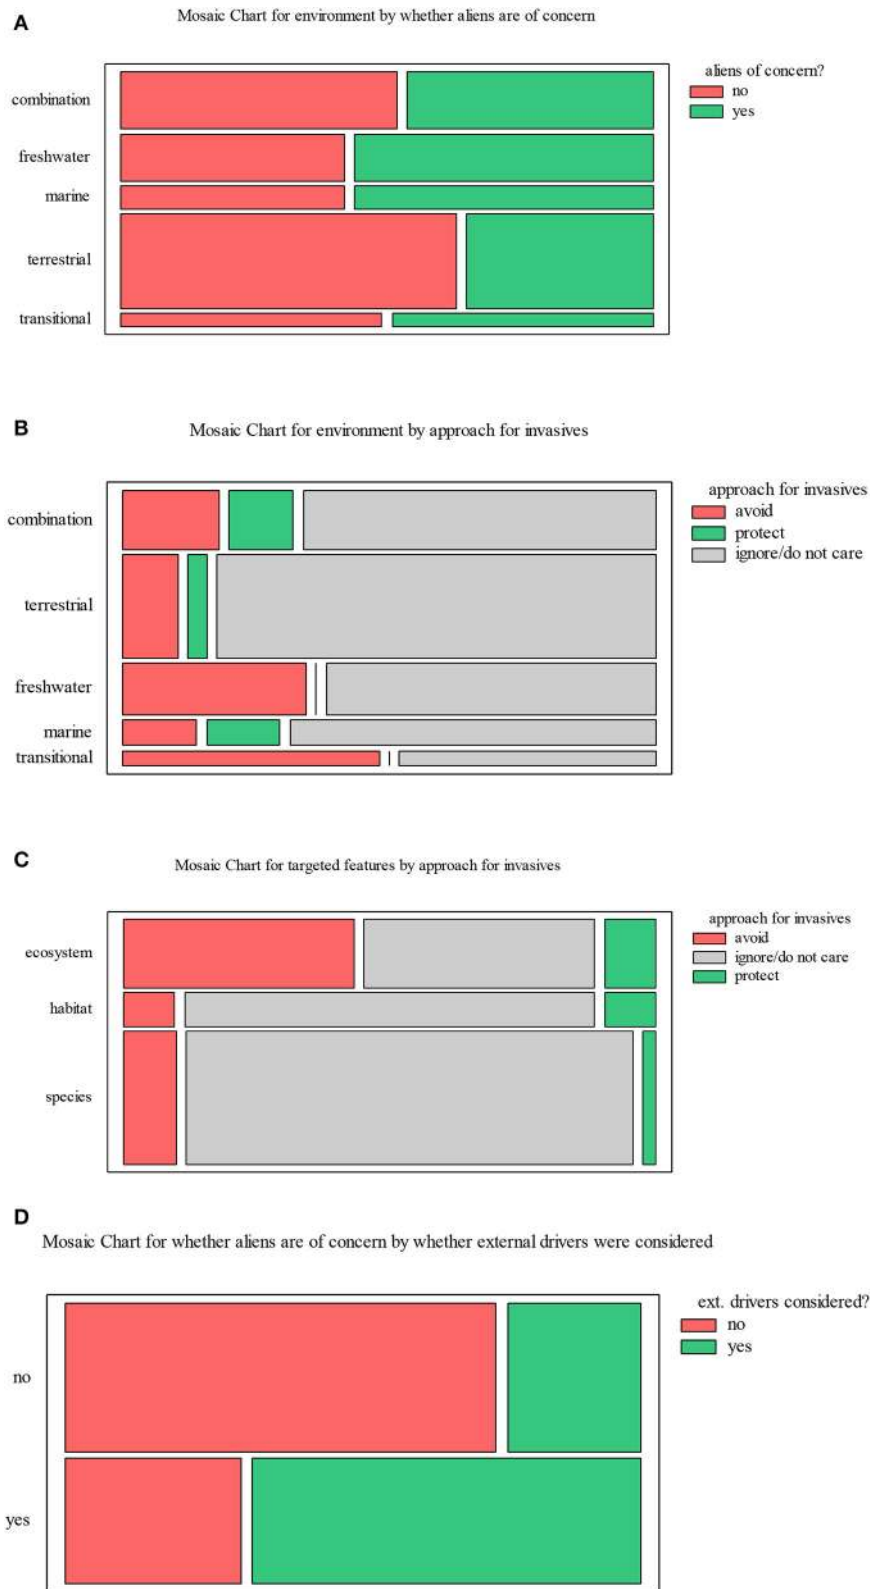 A
Mosaic Chart for environment by whether aliens are of concern
aliens of concern?
no
yes
combination
freshwater
marine
terrestrial
transitional
B
Mosaic Chart for environment by approach for invasives
approach for invasives
avoid
protect
ignore/do not care
combination
terrestrial
freshwater
marine
transitional
C
Mosaic Chart for targeted features by approach for invasives
approach for invasives
avoid
ignore/do not care
protect
ecosystem
habitat
species
D
Mosaic Chart for whether aliens are of concern by whether external drivers were considered
ext. drivers considered?
no
yes
no
yes